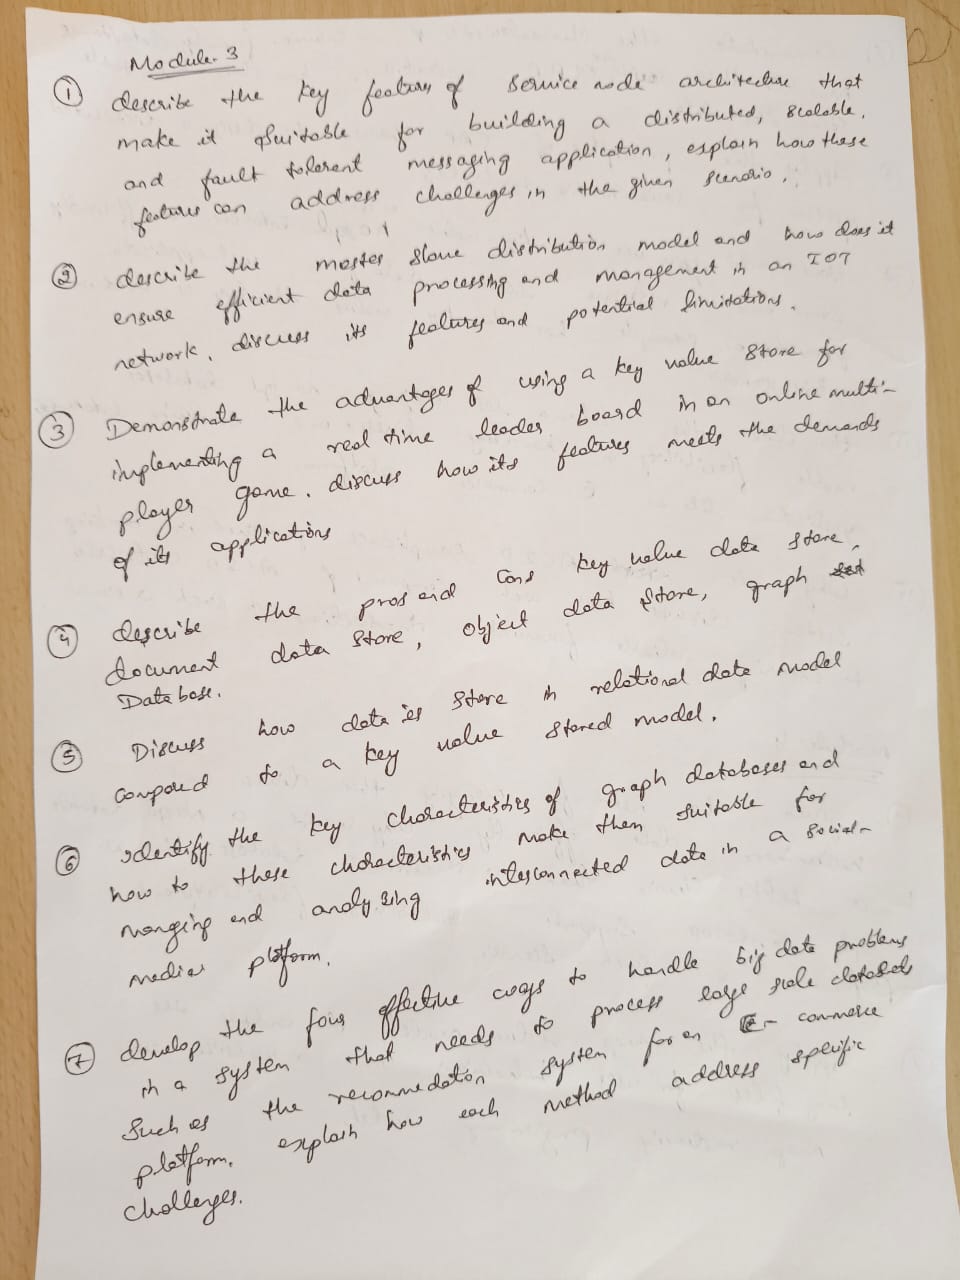 Module-3
① describe the key features of Service node architecture that
make it suitable for building a distributed, scalable,
and fault tolerent messaging application, explain how these
features can address challenges in the given scenario.
② describe the master slave distribution model and how does it
ensure efficient data processing and management in an IOT
network, discuss its features and potential limitations.
③ Demonstrate the advantages of using a key value store for
implementing a real time leader board in an online multi-
player game. discuss how its features meets the demands
of its applications
④ describe the pros and cons key value data store,
document data store, object data store, graph
Database.
⑤ Discuss how data is store in relational data model
compared to a key value stored model.
⑥ identify the key characteristics of graph databases and
how to these characteristics make them suitable for
manging and analyzing interconnected data in a social-
media platform.
⑦ develop the four effective ways to handle big data problems
in a system that needs to process large scale datasets
such as the recommedation system for an E- commerce
platform. explain how each method address specific
challenges.